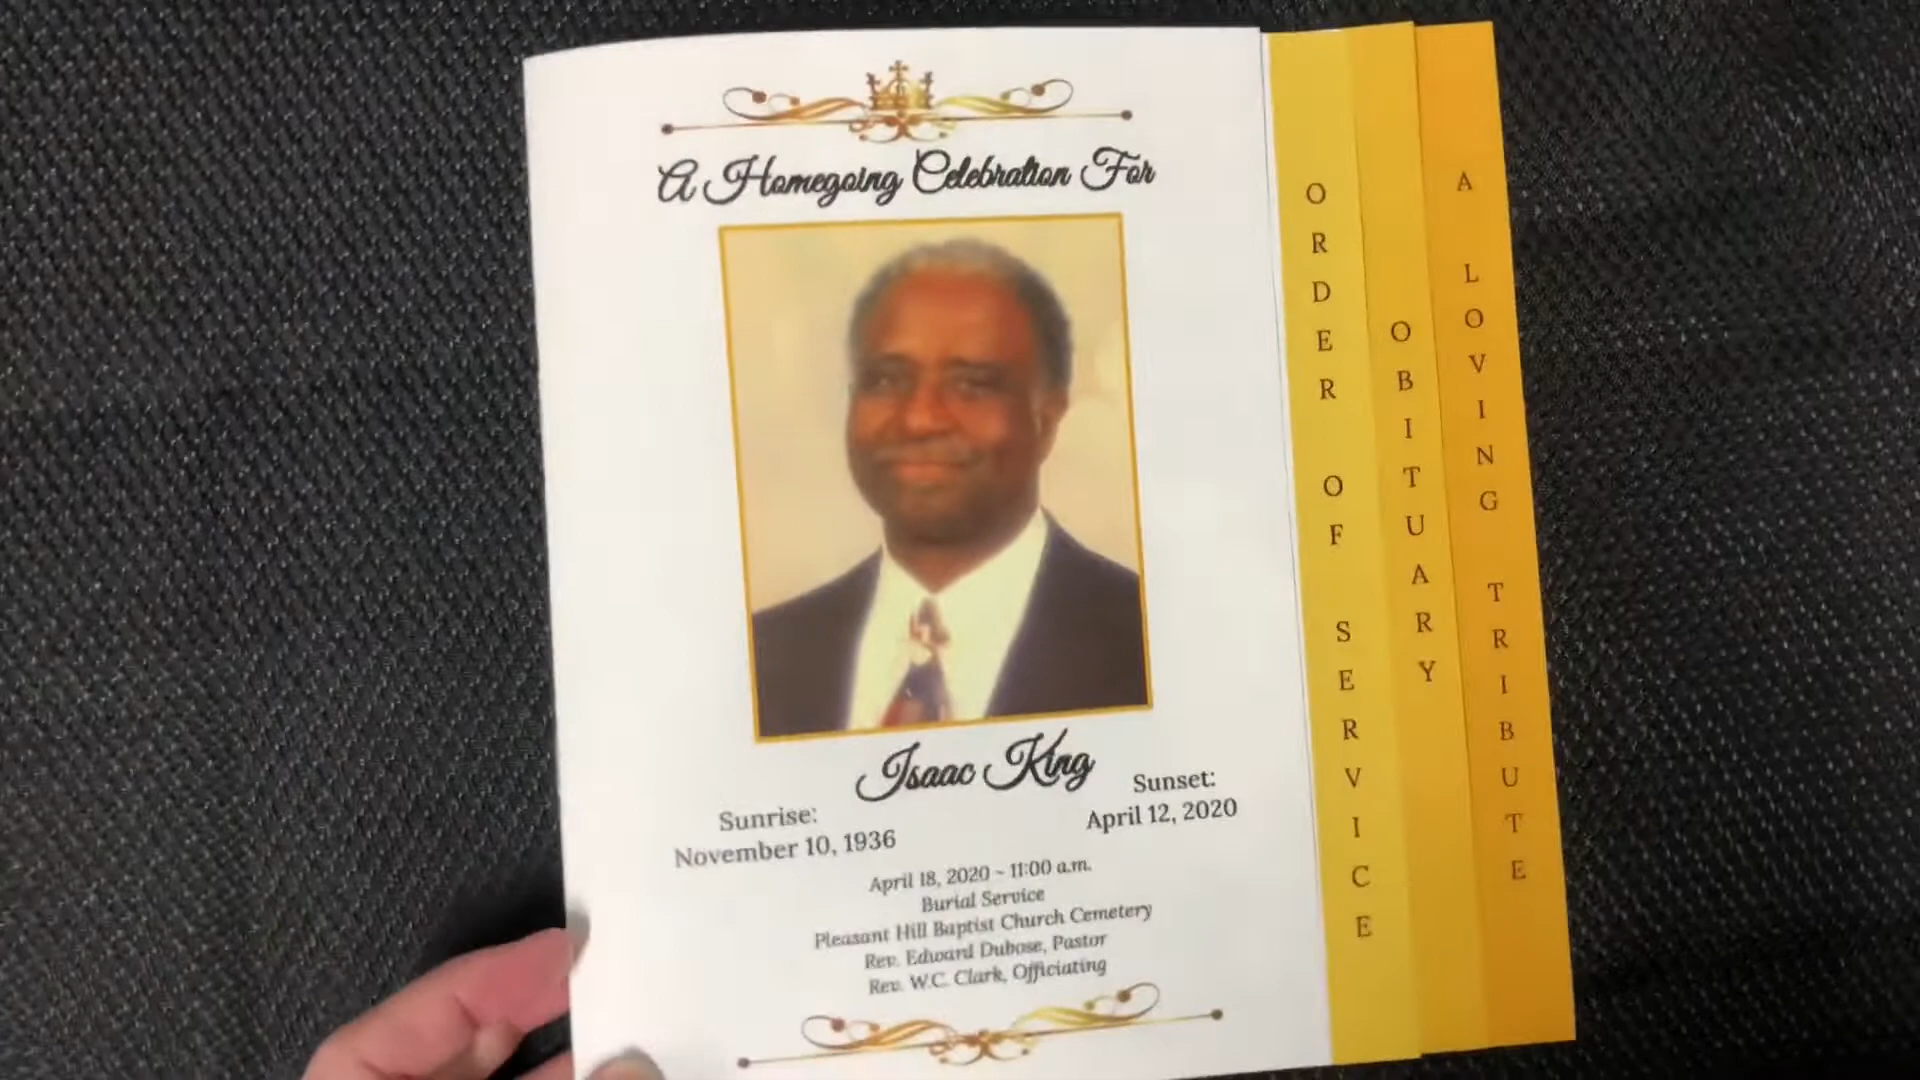 A Homegoing Celebration For
Isaac King
Sunrise:
November 10, 1936
Sunset:
April 12, 2020
April 18, 2020 ~ 11:00 a.m.
Burial Service
Pleasant Hill Baptist Church Cemetery
Rev. Edward Dubose, Pastor
Rev. W.C. Clark, Officiating
ORDER OF SERVICE
OBITUARY
A LOVING TRIBUTE